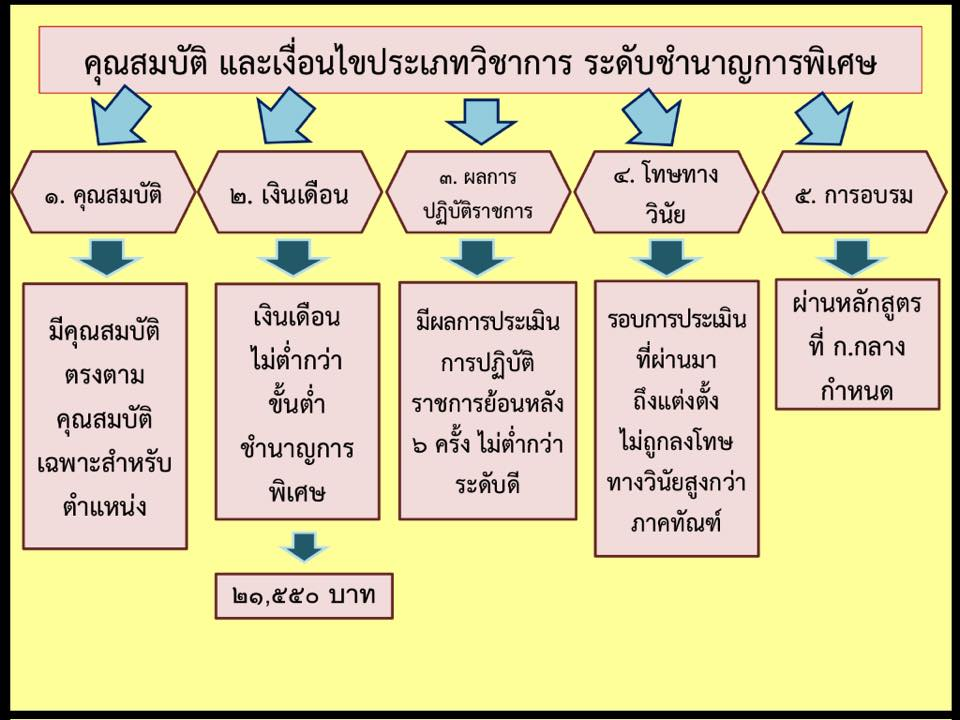 คุณสมบัติ และเงื่อนไขประเภทวิชาการ ระดับชำนาญการพิเศษ
๑. คุณสมบัติ
๒. เงินเดือน
๓. ผลการ
ปฏิบัติราชการ
๔. โทษทาง
วินัย
๕. การอบรม
มีคุณสมบัติ
ตรงตาม
คุณสมบัติ
เฉพาะสำหรับ
ตำแหน่ง
เงินเดือน
ไม่ต่ำกว่า
ขั้นต่ำ
ชำนาญการ
พิเศษ
๒๑,๕๕๐ บาท
มีผลการประเมิน
การปฏิบัติ
ราชการย้อนหลัง
๖ ครั้ง ไม่ต่ำกว่า
ระดับดี
รอบการประเมิน
ที่ผ่านมา
ถึงแต่งตั้ง
ไม่ถูกลงโทษ
ทางวินัยสูงกว่า
ภาคทัณฑ์
ผ่านหลักสูตร
ที่ ก.กลาง
กำหนด